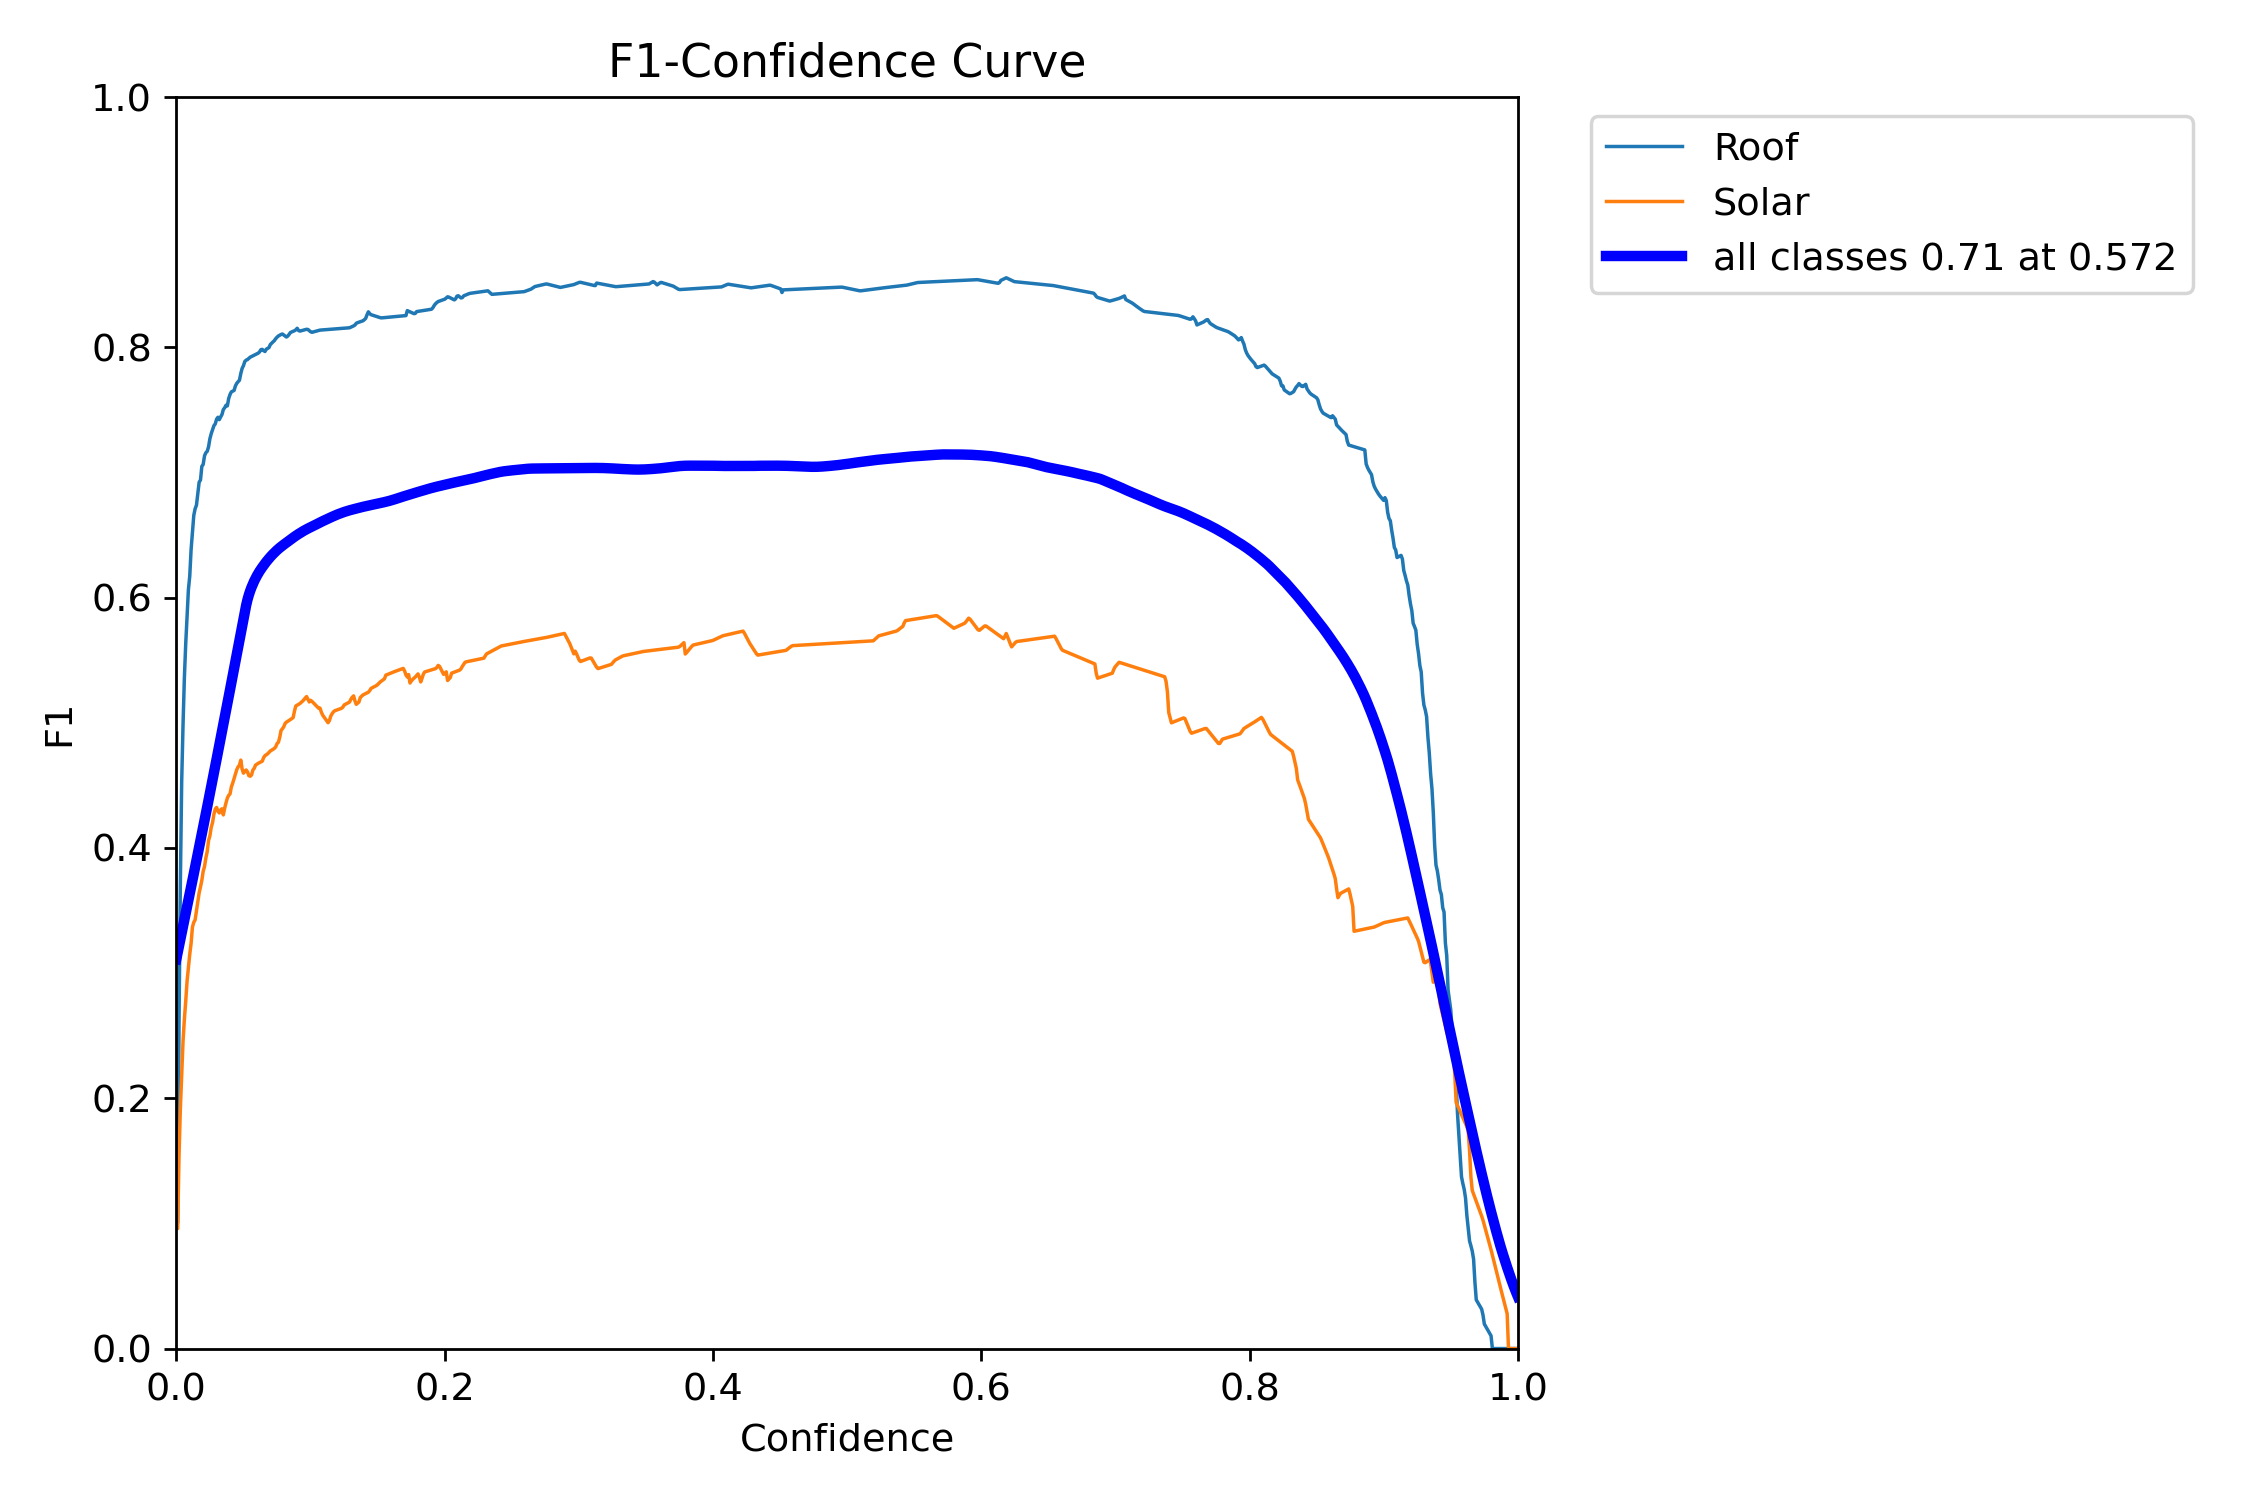 F1-Confidence Curve
Roof
Solar
all classes 0.71 at 0.572
F1
1.0
0.8
0.6
0.4
0.2
0.0
0.0 0.2 0.4 0.6 0.8 1.0
Confidence